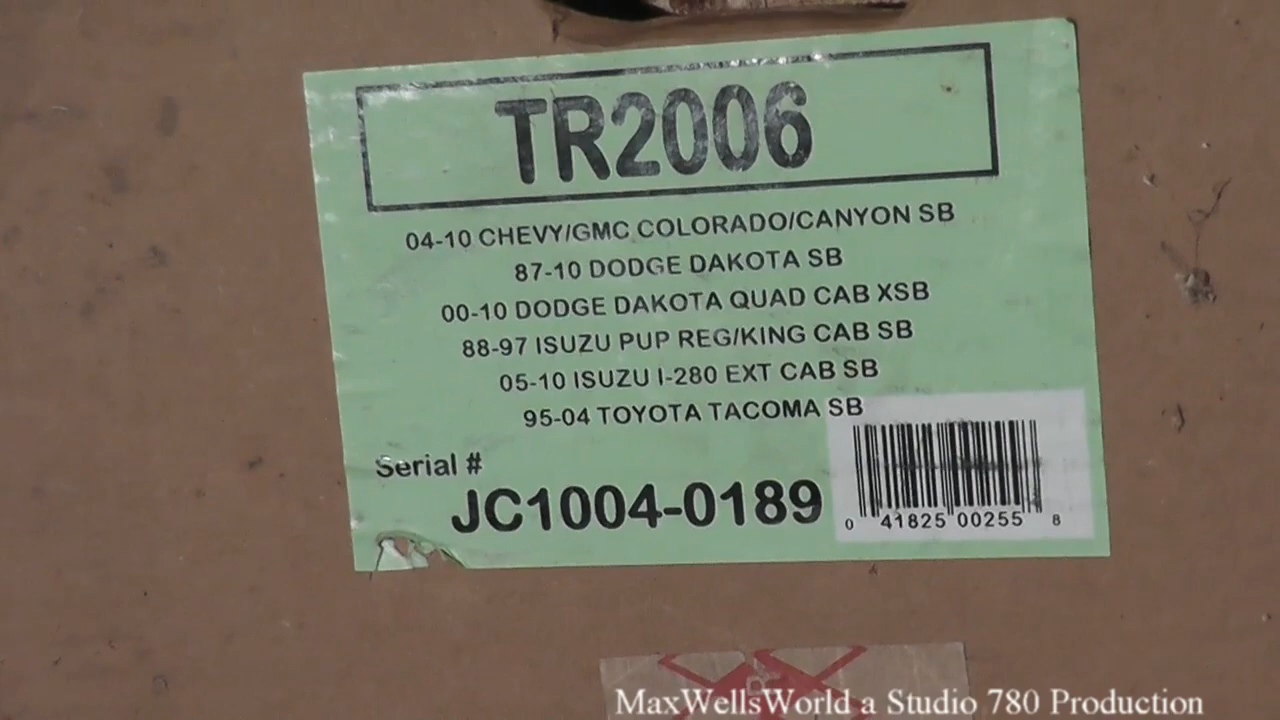 TR2006
04-10 CHEVY/GMC COLORADO/CANYON SB
87-10 DODGE DAKOTA SB
00-10 DODGE DAKOTA QUAD CAB XSB
88-97 ISUZU PUP REG/KING CAB SB
05-10 ISUZU I-280 EXT CAB SB
95-04 TOYOTA TACOMA SB
Serial #
JC1004-0189
0 41825 00255 8
MaxWellsWorld a Studio 780 Production